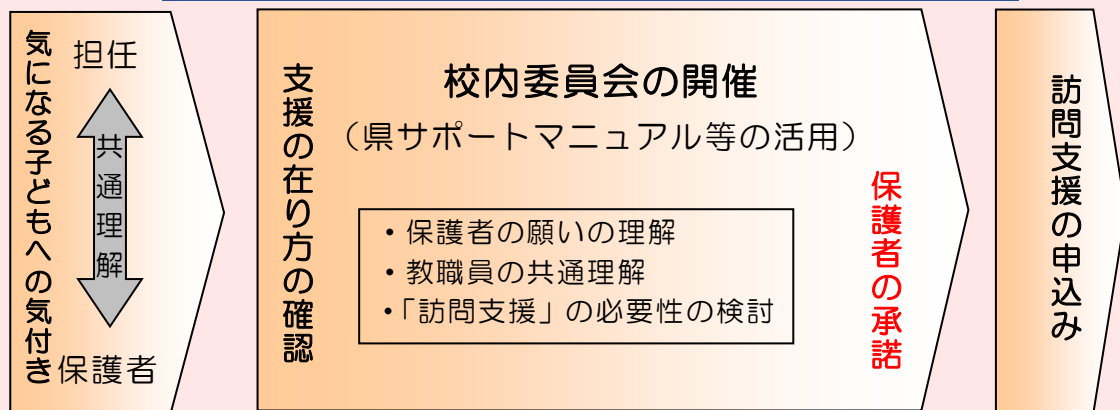 気になる子どもへの気付き
担任
共通理解
保護者
支援の在り方の確認
校内委員会の開催
（県サポートマニュアル等の活用）
・保護者の願いの理解
・教職員の共通理解
・「訪問支援」の必要性の検討
保護者の承諾
訪問支援の申込み